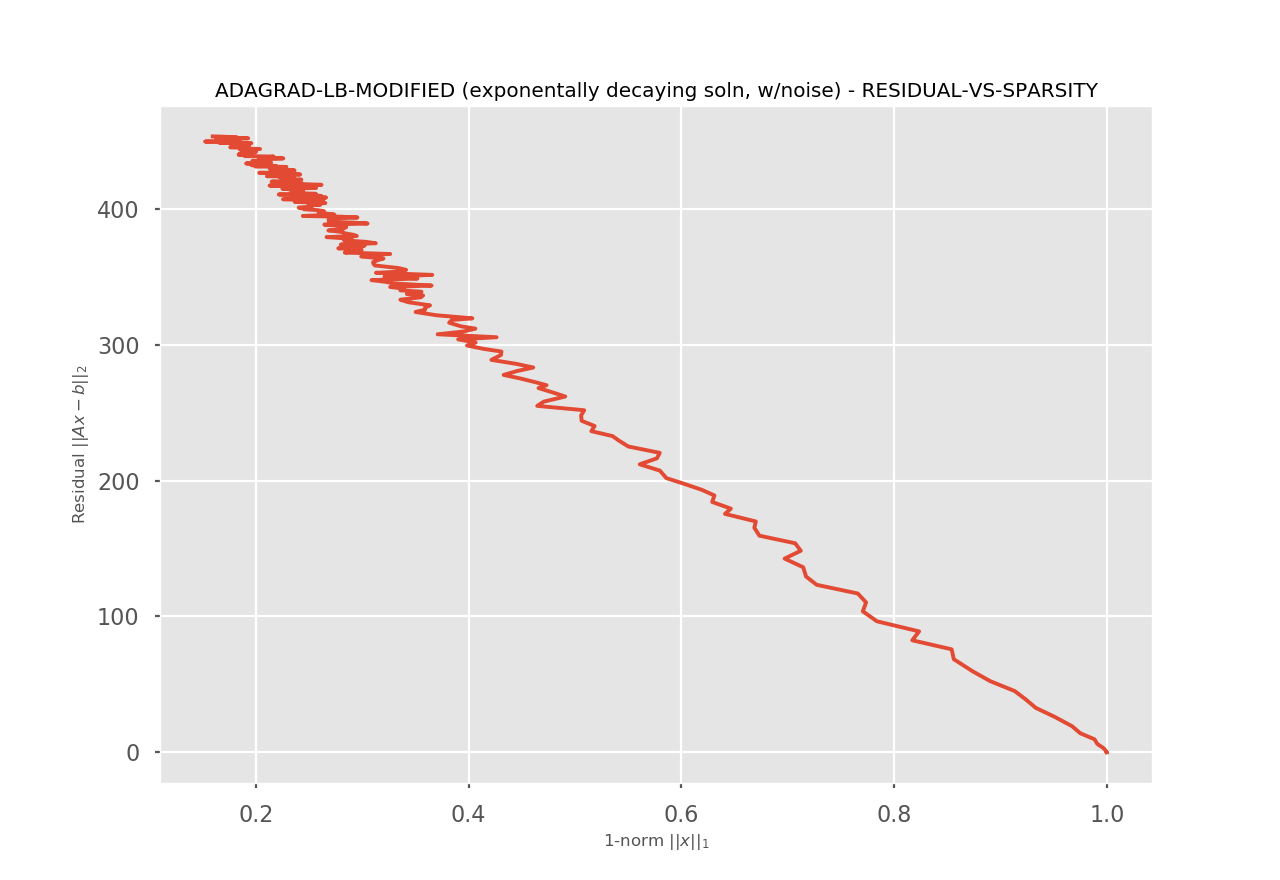 ADAGRAD-LB-MODIFIED (exponentially decaying soln, w/noise) - RESIDUAL-VS-SPARSITY
Residual ||Ax − b||₂
400
300
200
100
0
0.2 0.4 0.6 0.8 1.0
1-norm ||x||₁